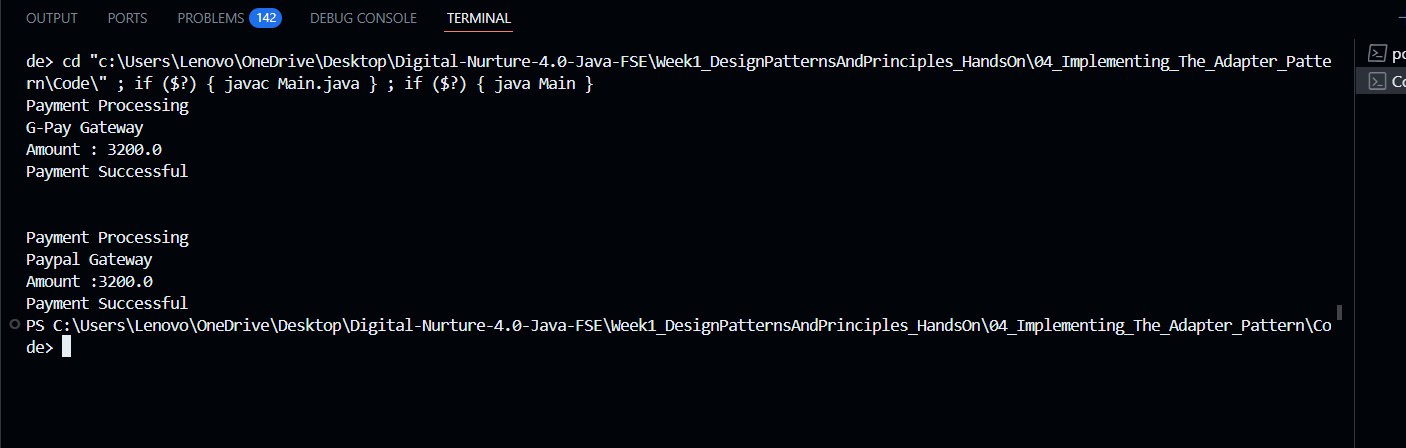 OUTPUT PORTS PROBLEMS 142 DEBUG CONSOLE TERMINAL
de> cd "c:\Users\Lenovo\OneDrive\Desktop\Digital-Nurture-4.0-Java-FSE\Week1_DesignPatternsAndPrinciples_HandsOn\04_Implementing_The_Adapter_Patte
rn\Code\" ; if ($?) { javac Main.java } ; if ($?) { java Main }
Payment Processing
G-Pay Gateway
Amount : 3200.0
Payment Successful
Payment Processing
Paypal Gateway
Amount :3200.0
Payment Successful
PS C:\Users\Lenovo\OneDrive\Desktop\Digital-Nurture-4.0-Java-FSE\Week1_DesignPatternsAndPrinciples_HandsOn\04_Implementing_The_Adapter_Pattern\Co
de>